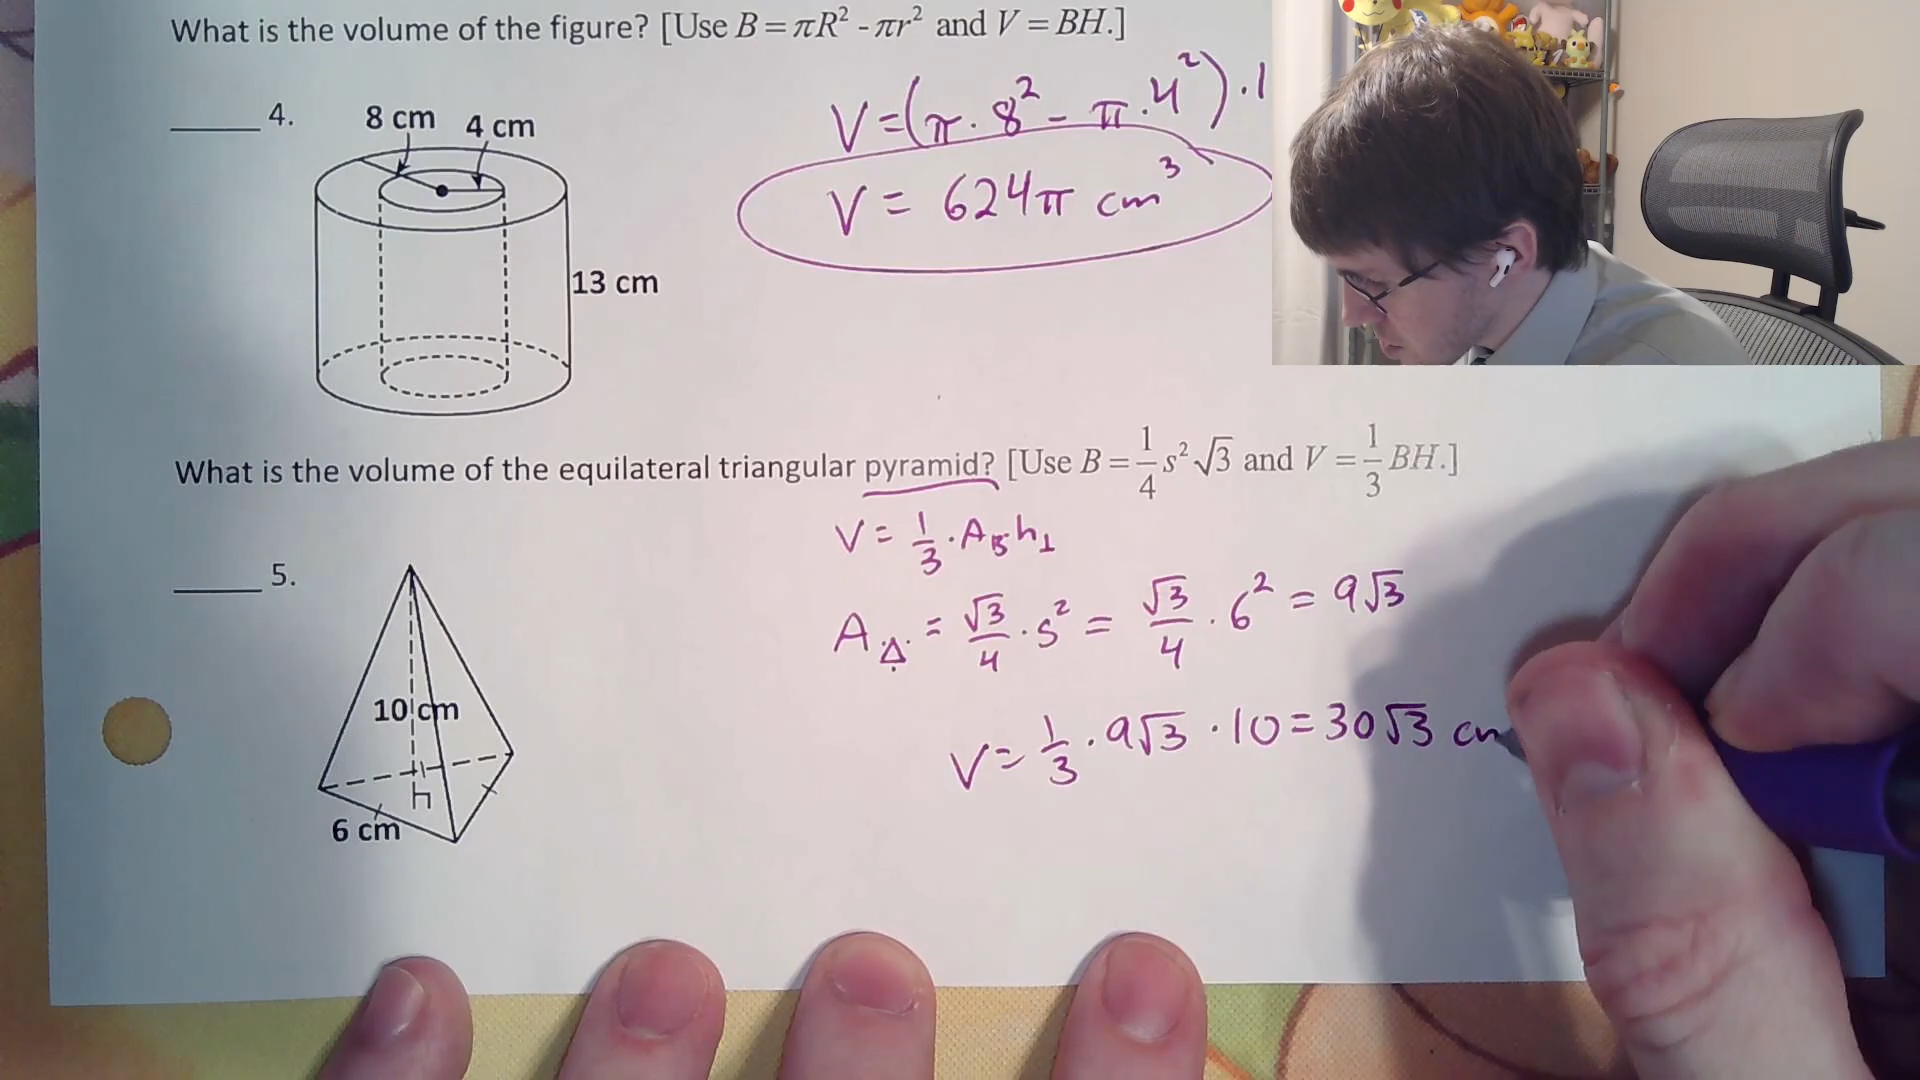 What is the volume of the figure? [Use B = πR² - πr² and V = BH.]
V = (π · 8² - π · 4²) · 1
_____ 4.
8 cm
4 cm
V = 624π cm³
13 cm
What is the volume of the equilateral triangular pyramid? [Use B = 1/4 s²√3 and V = 1/3 BH.]
V = 1/3 · A_B · h⊥
_____ 5.
A_△ = √3/4 · s² = √3/4 · 6² = 9√3
10 cm
V = 1/3 · 9√3 · 10 = 30√3 cm
6 cm